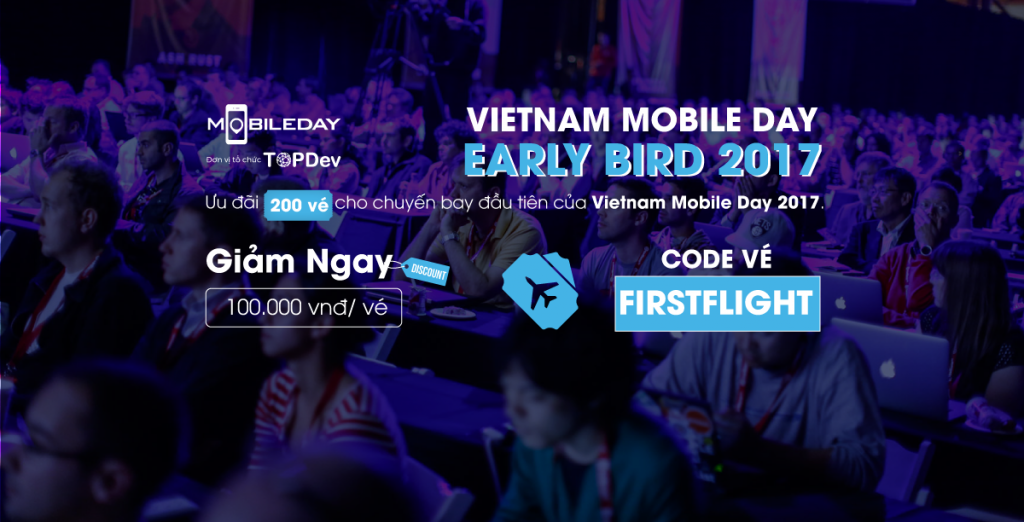 MOBILEDAY
Đơn vị tổ chức TOPDev
VIETNAM MOBILE DAY
EARLY BIRD 2017
Ưu đãi 200 vé cho chuyến bay đầu tiên của Vietnam Mobile Day 2017.
Giảm Ngay DISCOUNT
100.000 vnđ/ vé
CODE VÉ
FIRSTFLIGHT